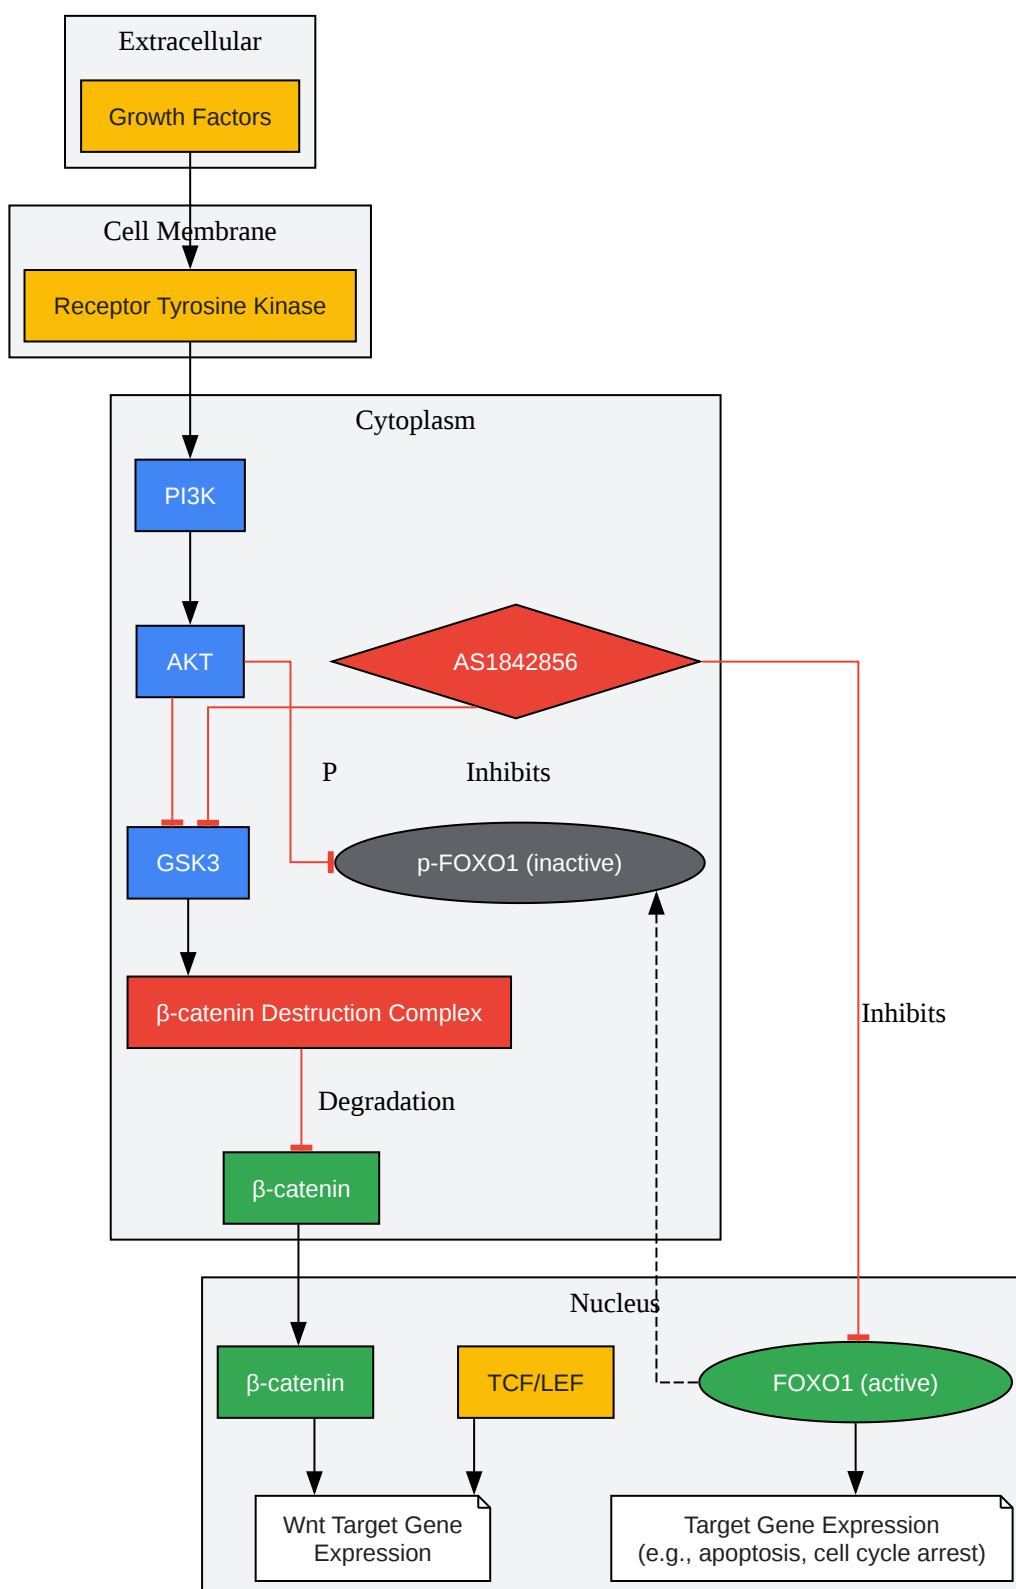 Extracellular
Growth Factors
Cell Membrane
Receptor Tyrosine Kinase
Cytoplasm
PI3K
AKT
AS1842856
P
Inhibits
GSK3
p-FOXO1 (inactive)
β-catenin Destruction Complex
Inhibits
Degradation
β-catenin
Nucleus
β-catenin
TCF/LEF
FOXO1 (active)
Wnt Target Gene
Expression
Target Gene Expression
(e.g., apoptosis, cell cycle arrest)